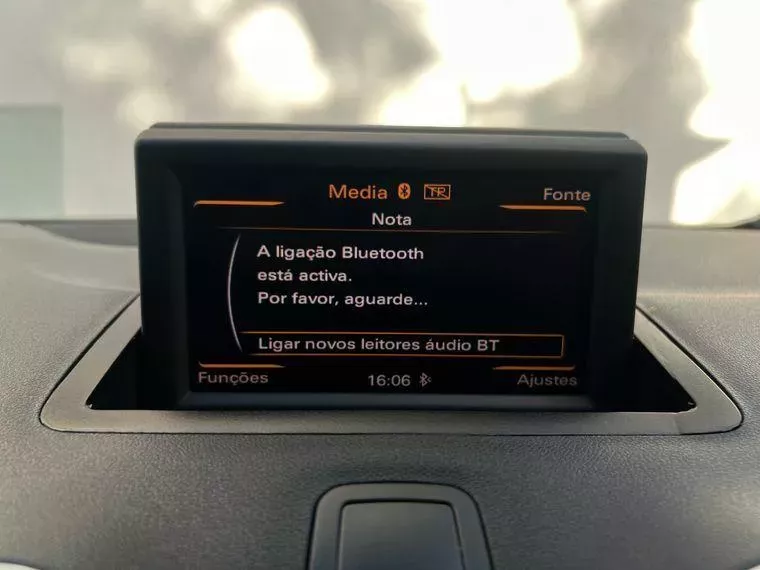 Media TP Fonte
Nota
A ligação Bluetooth
está activa.
Por favor, aguarde...
Ligar novos leitores áudio BT
Funções 16:06 Ajustes